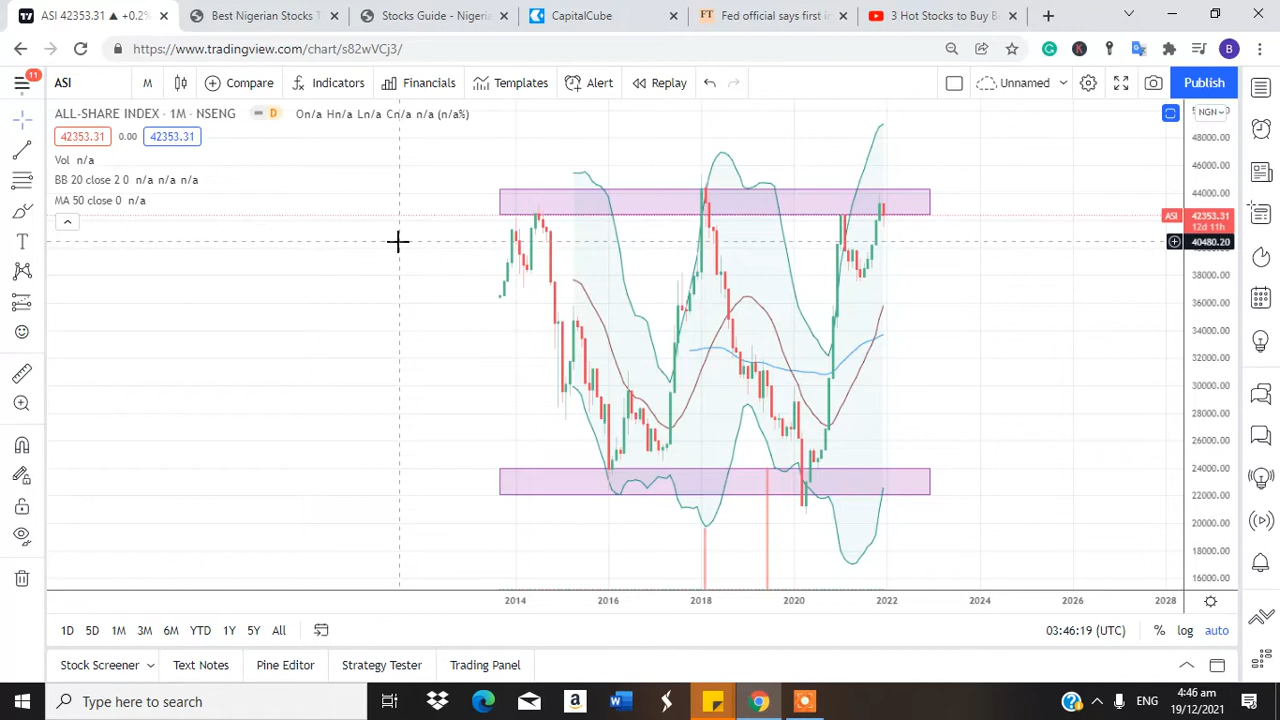 ASI 42353.31 ▲ +0.2%
Best Nigerian Stocks T
Stocks Guide - Nigeria
CapitalCube
FT
Fed official says first in
3 Hot Stocks to Buy B
https://www.tradingview.com/chart/s82wVCj3/
B
11
ASI
M
Compare
Indicators
Financials
Templates
Alert
Replay
Unnamed
Publish
ALL-SHARE INDEX · 1M · NSENG
D
On/a Hn/a Ln/a Cn/a n/a (n/a%)
NGN
42353.31
0.00
42353.31
Vol n/a
BB 20 close 2 0 n/a n/a n/a
MA 50 close 0 n/a
48000.00
46000.00
44000.00
ASI
42353.31
12d 11h
40480.20
38000.00
36000.00
34000.00
32000.00
30000.00
28000.00
26000.00
24000.00
22000.00
20000.00
18000.00
16000.00
2014
2016
2018
2020
2022
2024
2026
2028
1D
5D
1M
3M
6M
YTD
1Y
5Y
All
03:46:19 (UTC)
%
log
auto
Stock Screener
Text Notes
Pine Editor
Strategy Tester
Trading Panel
Type here to search
ENG
4:46 am
19/12/2021